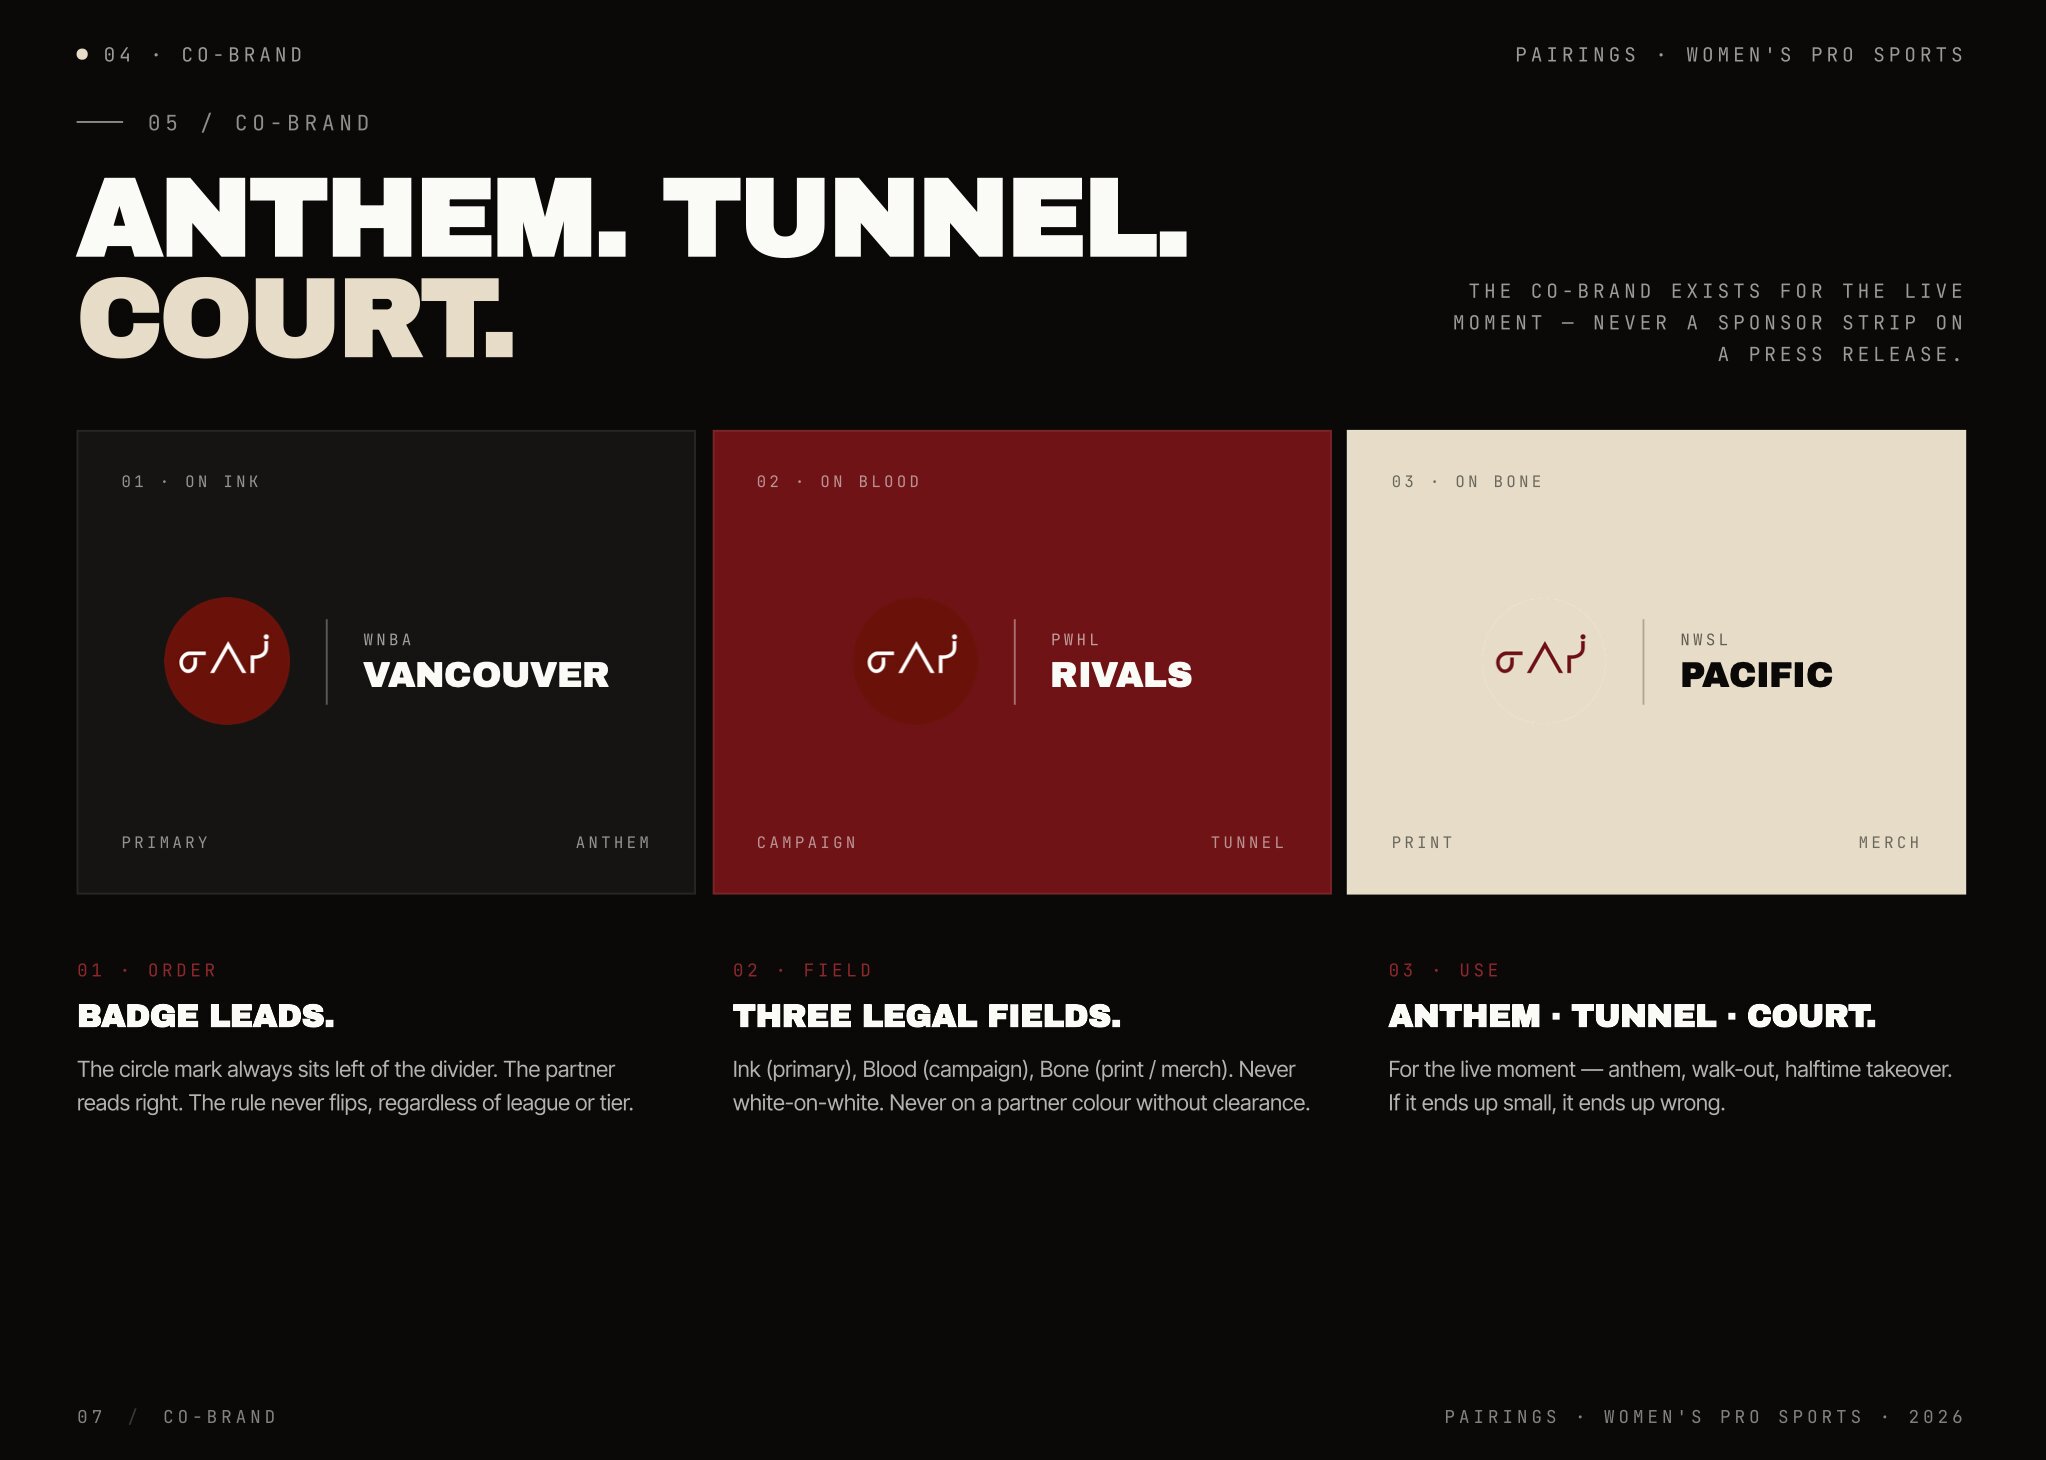 04 · CO-BRAND
PAIRINGS · WOMEN'S PRO SPORTS
05 / CO-BRAND
ANTHEM. TUNNEL.
COURT.
THE CO-BRAND EXISTS FOR THE LIVE
MOMENT — NEVER A SPONSOR STRIP ON
A PRESS RELEASE.
01 · ON INK
WNBA
VANCOUVER
PRIMARY
ANTHEM
02 · ON BLOOD
PWHL
RIVALS
CAMPAIGN
TUNNEL
03 · ON BONE
NWSL
PACIFIC
PRINT
MERCH
01 · ORDER
BADGE LEADS.
The circle mark always sits left of the divider. The partner
reads right. The rule never flips, regardless of league or tier.
02 · FIELD
THREE LEGAL FIELDS.
Ink (primary), Blood (campaign), Bone (print / merch). Never
white-on-white. Never on a partner colour without clearance.
03 · USE
ANTHEM · TUNNEL · COURT.
For the live moment — anthem, walk-out, halftime takeover.
If it ends up small, it ends up wrong.
07 / CO-BRAND
PAIRINGS · WOMEN'S PRO SPORTS · 2026